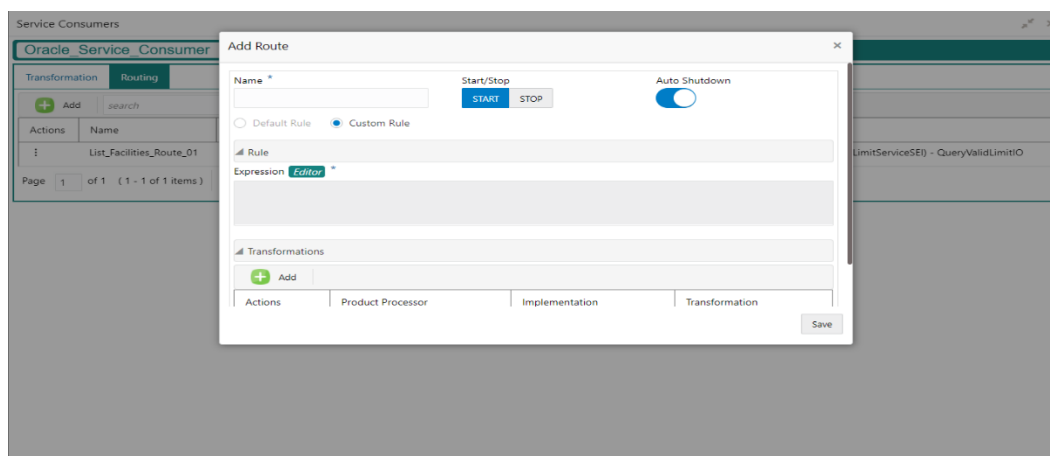 Service Consumers
Oracle_Service_Consumer
Add Route
Transformation Routing
Name * Start/Stop Auto Shutdown
Add search
START STOP
Default Rule Custom Rule
Actions Name
Rule
List_Facilities_Route_01
LimitServiceSEI) - QueryValidLimitIO
Expression Editor *
Page 1 of 1 ( 1 - 1 of 1 items )
Transformations
Add
Actions Product Processor Implementation Transformation
Save